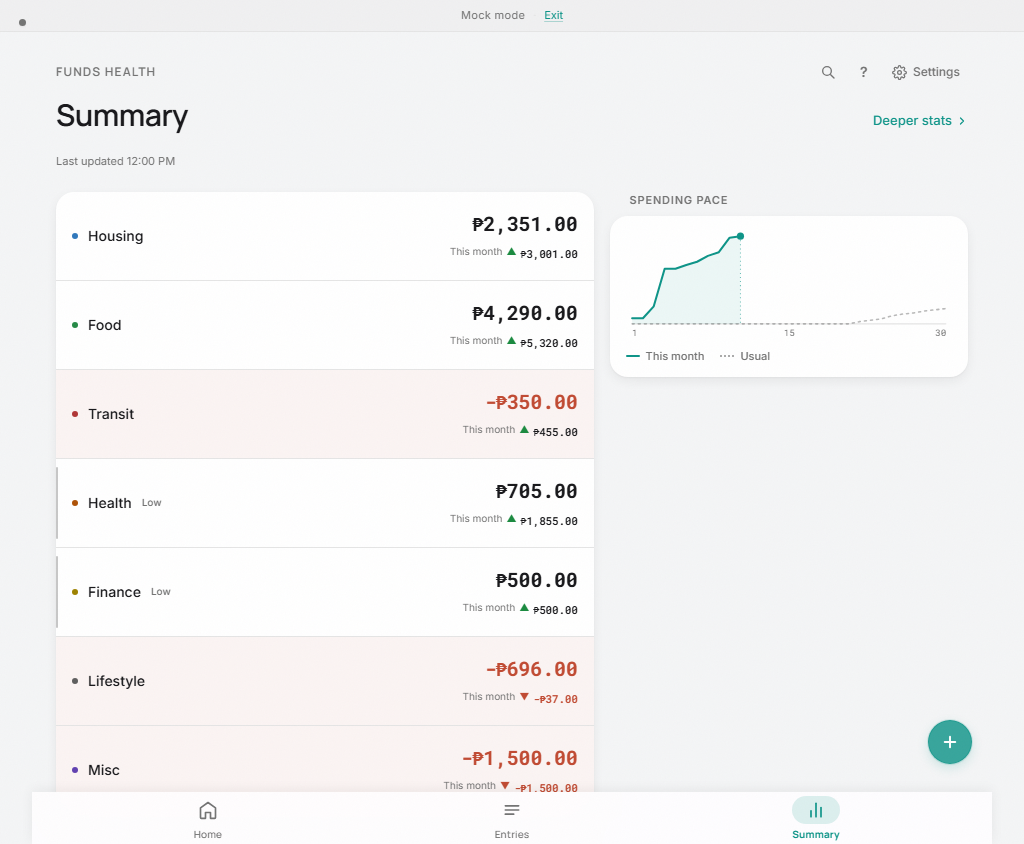 Mock mode · Exit
FUNDS HEALTH
? Settings
Summary
Deeper stats
Last updated 12:00 PM
Housing
₱2,351.00
This month ▲ ₱3,001.00
Food
₱4,290.00
This month ▲ ₱5,320.00
Transit
-₱350.00
This month ▲ ₱455.00
Health Low
₱705.00
This month ▲ ₱1,855.00
Finance Low
₱500.00
This month ▲ ₱500.00
Lifestyle
-₱696.00
This month ▼ -₱37.00
Misc
-₱1,500.00
This month ▼ -₱1,500.00
SPENDING PACE
1 15 30
This month Usual
+
Home Entries Summary